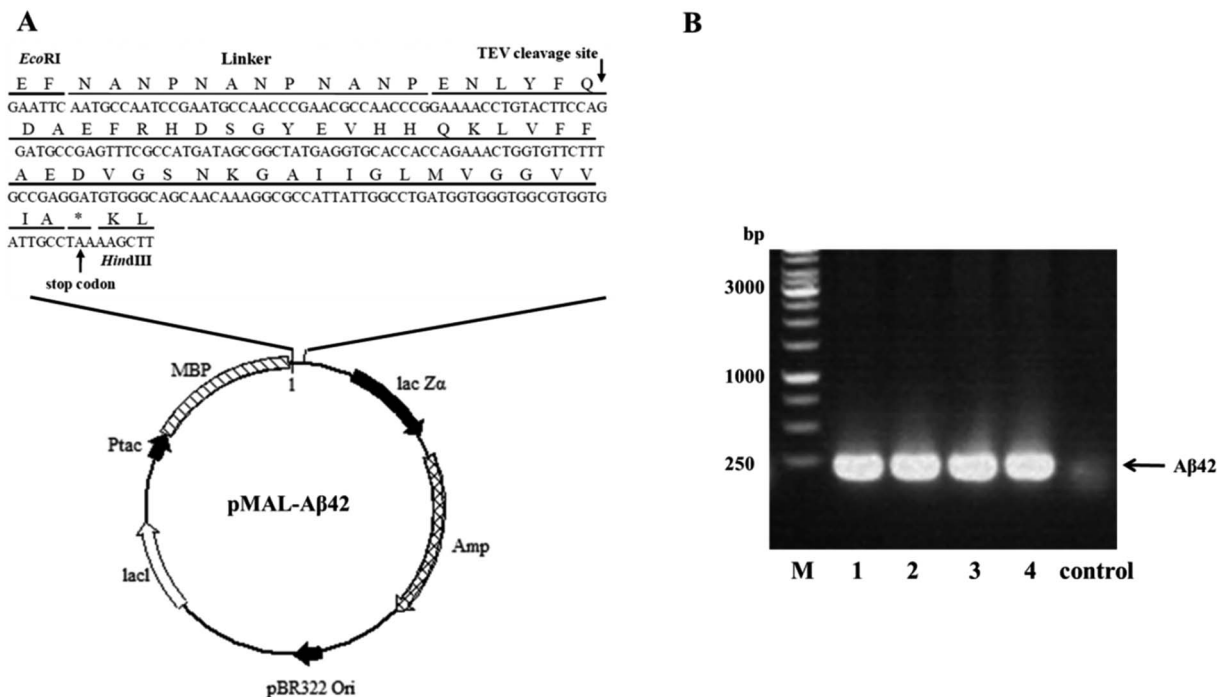 A
EcoRI Linker TEV cleavage site
E F N A N P N A N P N A N P E N L Y F Q
GAATTC AATGCCAATCCGAATGCCAACCCGAACGCCAACCCGGAAAACCTGTACTTCCAG
D A E F R H D S G Y E V H H Q K L V F F
GATGCCGAGTTTCGCCATGATAGCGGCTATGAGGTGCACCACCAGAAACTGGTGTTCTTT
A E D V G S N K G A I I G L M V G G V V
GCCGAGGATGTGGGCAGCAACAAAGGCGCCATTATTGGCCTGATGGTGGGTGGCGTGGTG
I A * K L
ATTGCCTAAAAGCTT
HindIII
stop codon
MBP
1
lac Zα
Ptac
pMAL-Aβ42
Amp
lacI
pBR322 Ori
B
bp
3000
1000
250
Aβ42
M 1 2 3 4 control